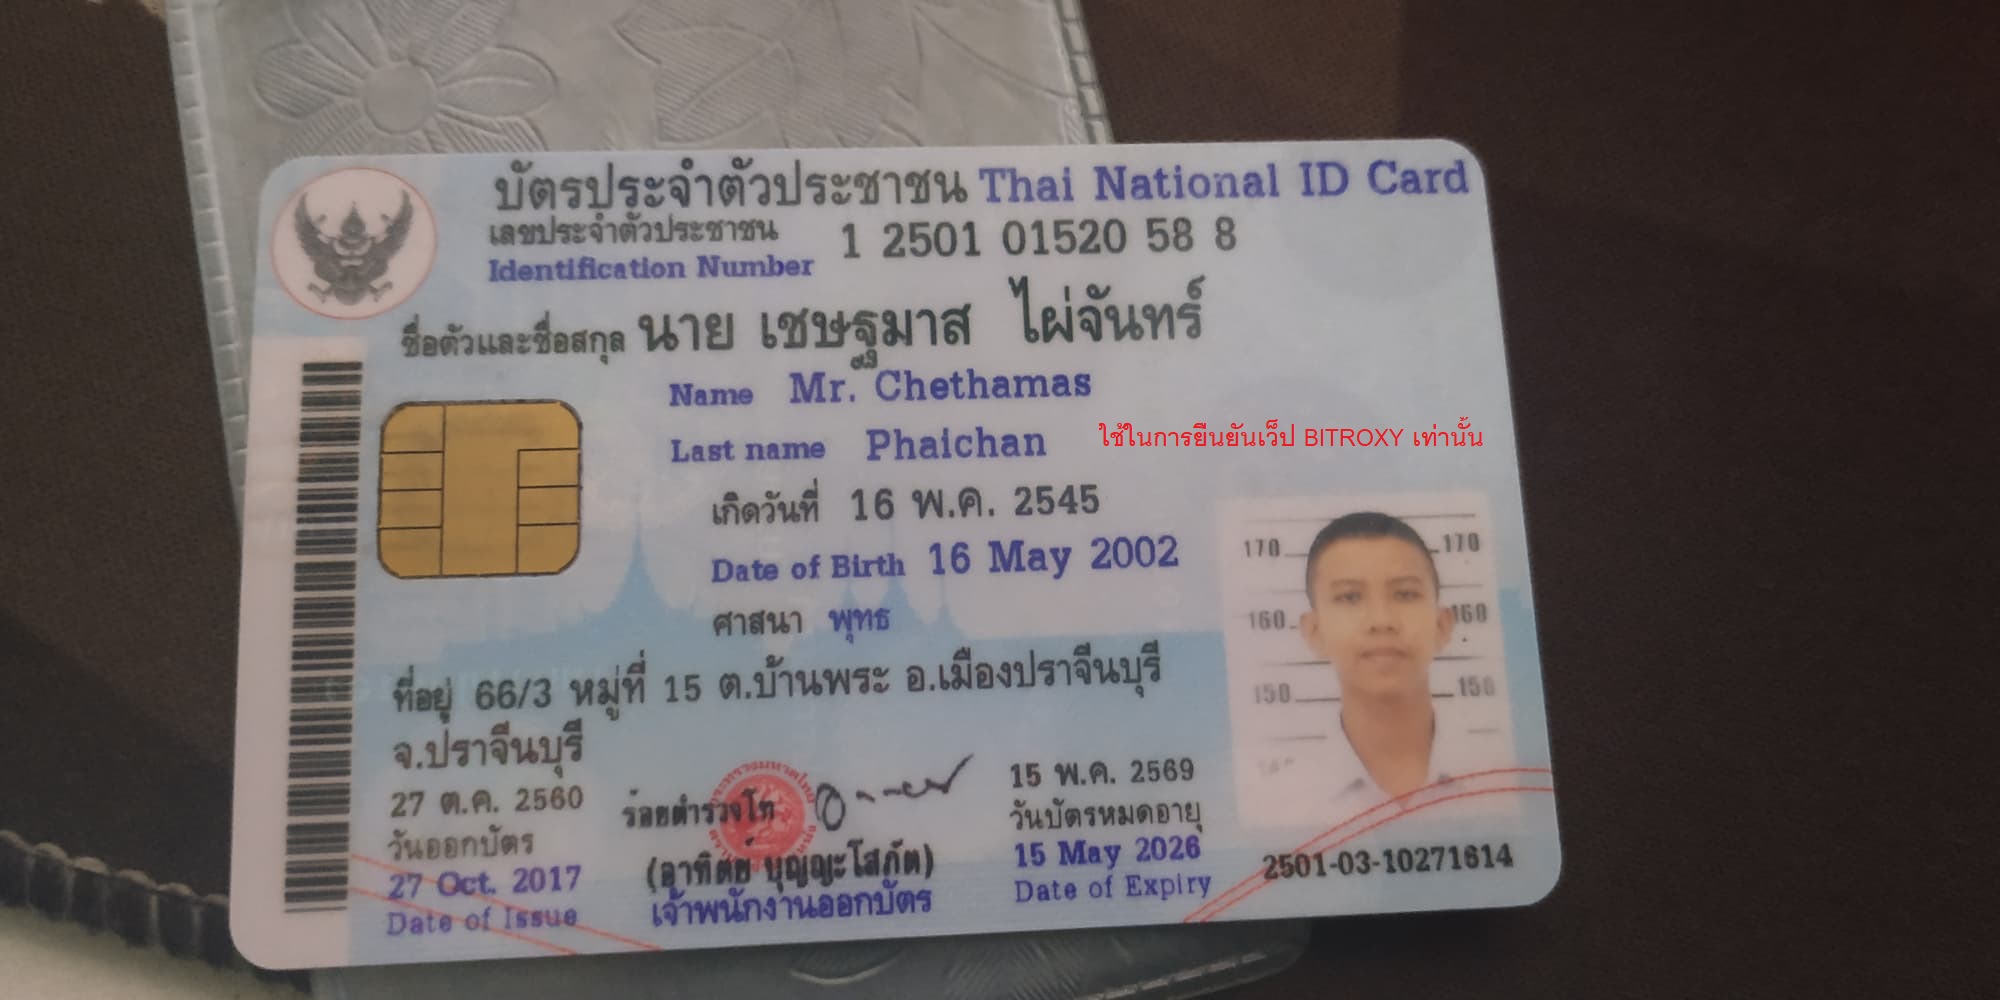 บัตรประจำตัวประชาชน Thai National ID Card
เลขประจำตัวประชาชน
Identification Number 1 2501 01520 58 8
ชื่อตัวและชื่อสกุล นาย เชษฐมาส ไผ่จันทร์
Name Mr. Chethamas
Last name Phaichan
ใช้ในการยืนยันเว็ป BITROXY เท่านั้น
เกิดวันที่ 16 พ.ค. 2545
Date of Birth 16 May 2002
ศาสนา พุทธ
ที่อยู่ 66/3 หมู่ที่ 15 ต.บ้านพระ อ.เมืองปราจีนบุรี
จ.ปราจีนบุรี
27 ต.ค. 2560
วันออกบัตร
27 Oct. 2017
Date of Issue
ร้อยตำรวจโท
(อาทิตย์ บุญญะโสภัต)
เจ้าพนักงานออกบัตร
15 พ.ค. 2569
วันบัตรหมดอายุ
15 May 2026
Date of Expiry
170 170
160 160
150 150
2501-03-10271614